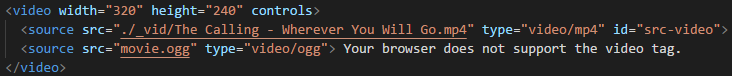 <video width="320" height="240" controls>
<source src="./_vid/The Calling - Wherever You Will Go.mp4" type="video/mp4" id="src-video">
<source src="movie.ogg" type="video/ogg"> Your browser does not support the video tag.
</video>